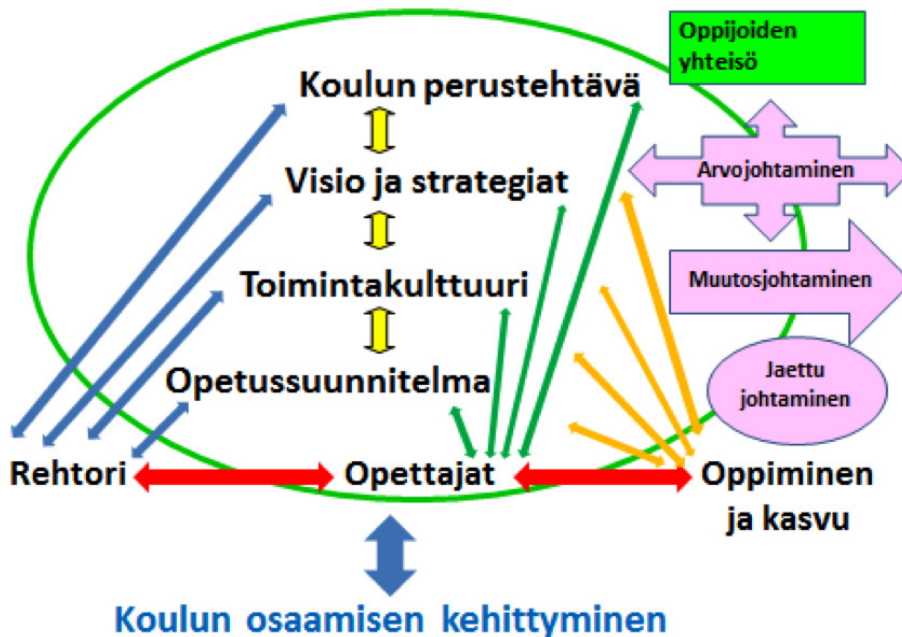 Oppijoiden
yhteisö
Koulun perustehtävä
Arvojohtaminen
Visio ja strategiat
Muutosjohtaminen
Toimintakulttuuri
Jaettu
johtaminen
Opetussuunnitelma
Rehtori
Opettajat
Oppiminen
ja kasvu
Koulun osaamisen kehittyminen